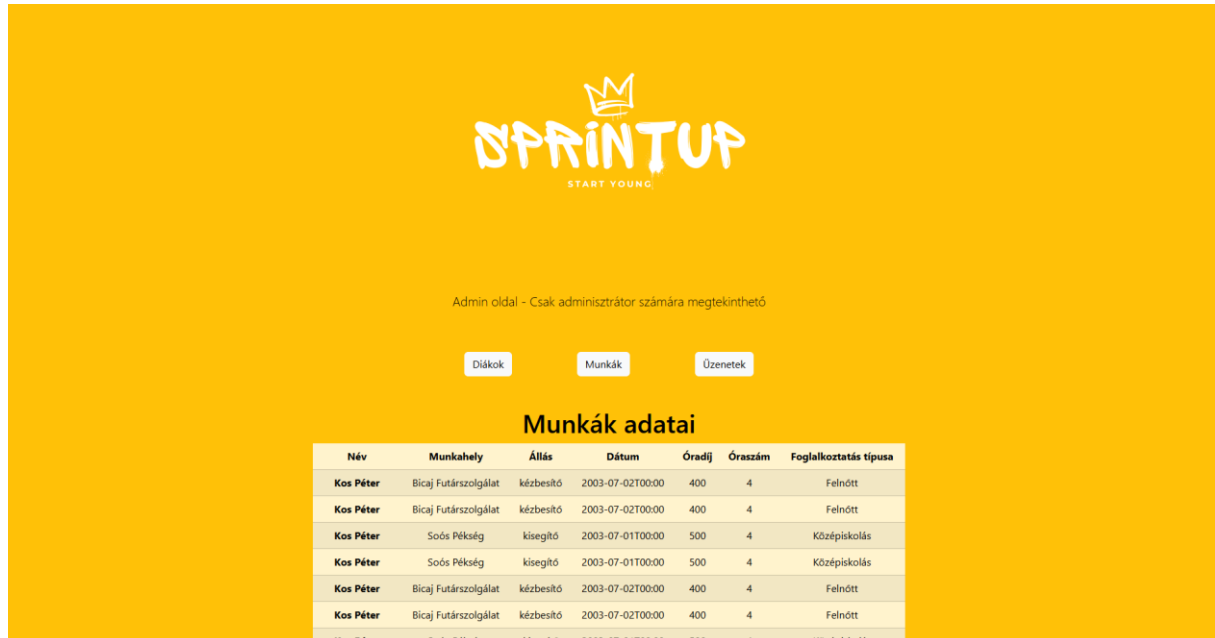 SPRINTUP
START YOUNG
Admin oldal - Csak adminisztrátor számára megtekinthető
Diákok Munkák Üzenetek
Munkák adatai
Név Munkahely Állás Dátum Óradíj Óraszám Foglalkoztatás típusa
Kos Péter Bicaj Futárszolgálat kézbesítő 2003-07-02T00:00 400 4 Felnőtt
Kos Péter Bicaj Futárszolgálat kézbesítő 2003-07-02T00:00 400 4 Felnőtt
Kos Péter Soós Pékség kisegítő 2003-07-01T00:00 500 4 Középiskolás
Kos Péter Soós Pékség kisegítő 2003-07-01T00:00 500 4 Középiskolás
Kos Péter Bicaj Futárszolgálat kézbesítő 2003-07-02T00:00 400 4 Felnőtt
Kos Péter Bicaj Futárszolgálat kézbesítő 2003-07-02T00:00 400 4 Felnőtt